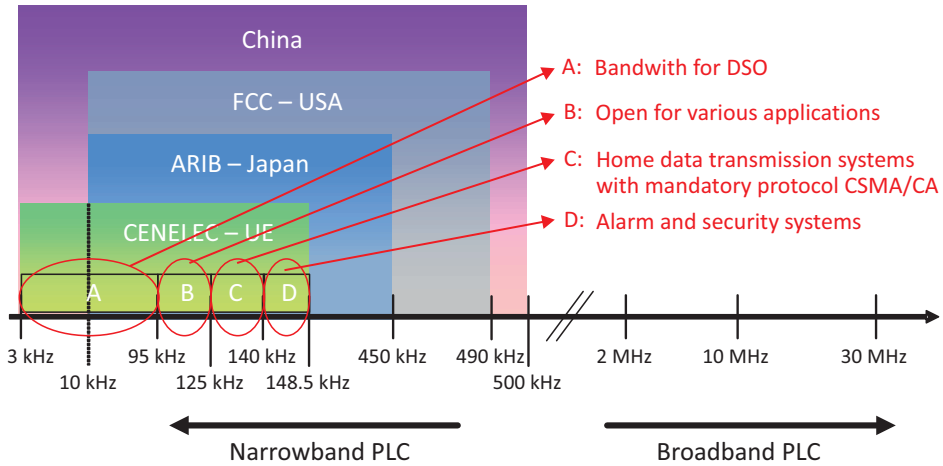 China
FCC – USA
ARIB – Japan
CENELEC – UE
A
B
C
D
A: Bandwith for DSO
B: Open for various applications
C: Home data transmission systems
with mandatory protocol CSMA/CA
D: Alarm and security systems
3 kHz
95 kHz
140 kHz
450 kHz
490 kHz
2 MHz
10 MHz
30 MHz
10 kHz
125 kHz
148.5 kHz
500 kHz
Narrowband PLC
Broadband PLC